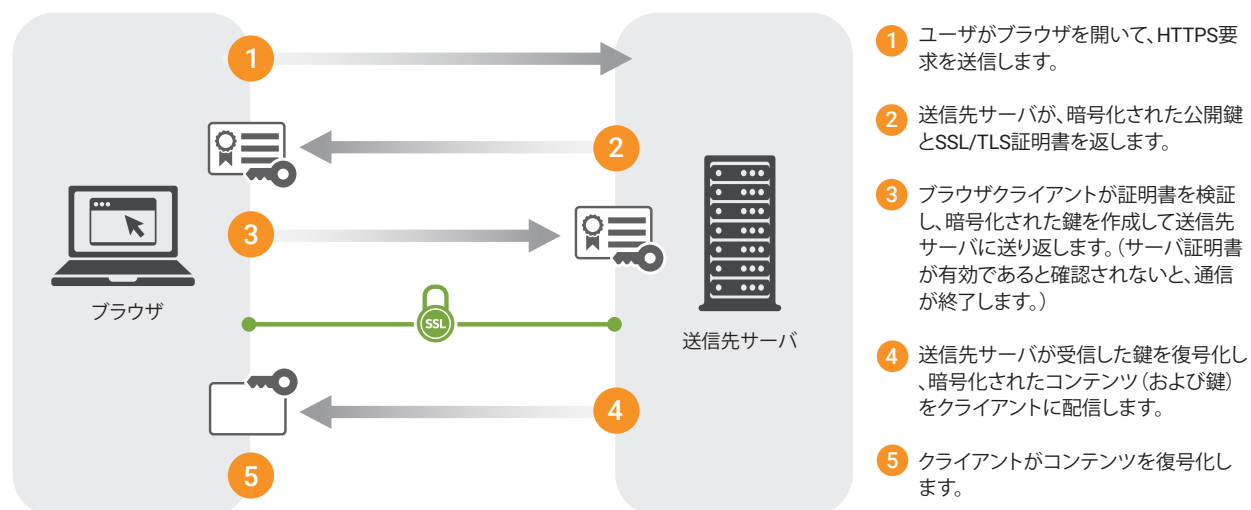 1
2
3
SSL
4
5
ブラウザ
送信先サーバ
1 ユーザがブラウザを開いて、HTTPS要
求を送信します。
2 送信先サーバが、暗号化された公開鍵
とSSL/TLS証明書を返します。
3 ブラウザクライアントが証明書を検証
し、暗号化された鍵を作成して送信先
サーバに送り返します。（サーバ証明書
が有効であると確認されないと、通信
が終了します。）
4 送信先サーバが受信した鍵を復号化し
、暗号化されたコンテンツ（および鍵）
をクライアントに配信します。
5 クライアントがコンテンツを復号化し
ます。